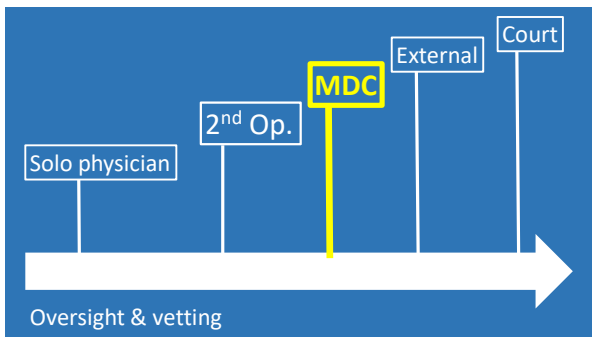 Solo physician
2nd Op.
MDC
External
Court
Oversight & vetting